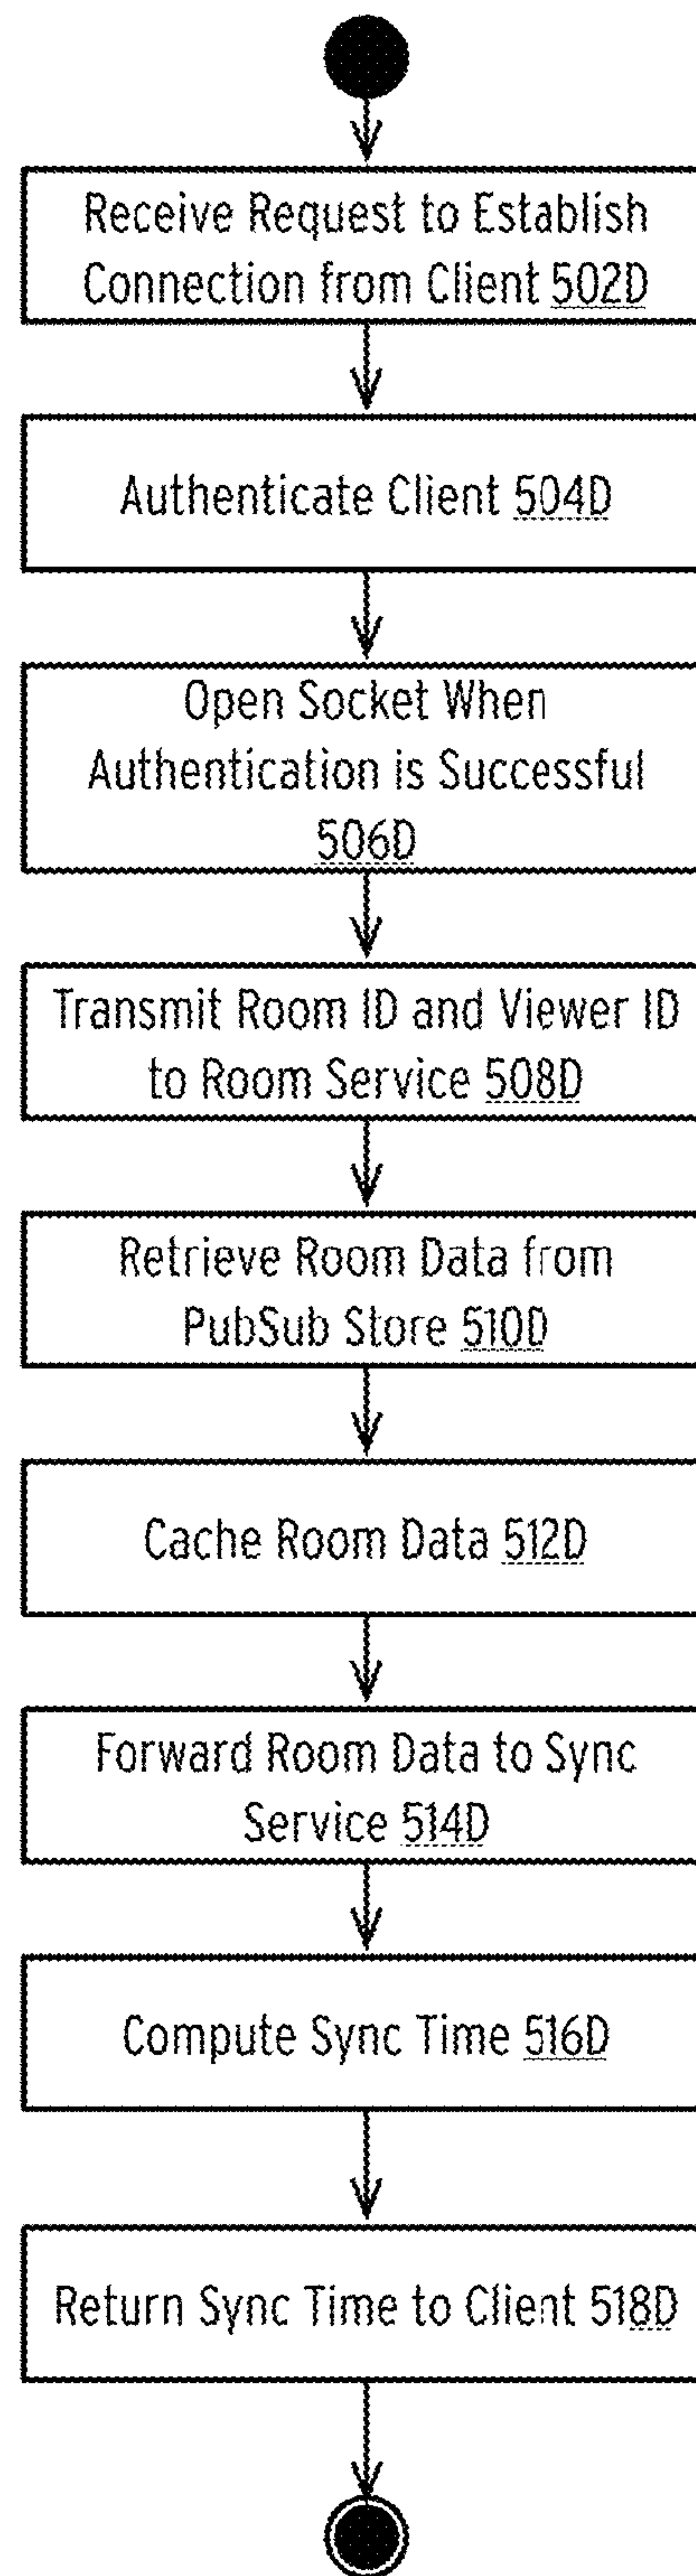 Receive Request to Establish
Connection from Client 502D
Authenticate Client 504D
Open Socket When
Authentication is Successful
506D
Transmit Room ID and Viewer ID
to Room Service 508D
Retrieve Room Data from
PubSub Store 510D
Cache Room Data 512D
Forward Room Data to Sync
Service 514D
Compute Sync Time 516D
Return Sync Time to Client 518D